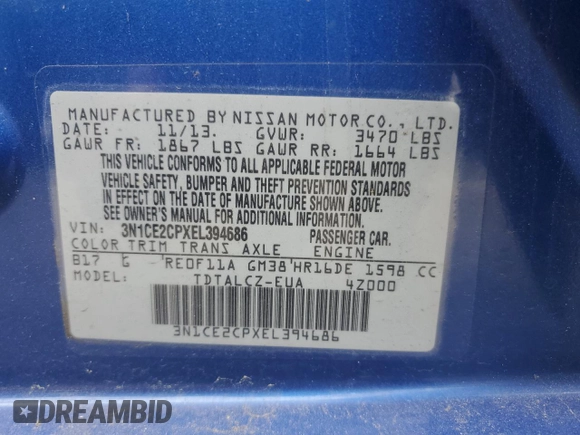 MANUFACTURED BY NISSAN MOTOR CO., LTD.
DATE: 11/13. GVWR: 3470 LBS
GAWR FR: 1867 LBS GAWR RR: 1664 LBS
THIS VEHICLE CONFORMS TO ALL APPLICABLE FEDERAL MOTOR
VEHICLE SAFETY, BUMPER AND THEFT PREVENTION STANDARDS
IN EFFECT ON THE DATE OF MANUFACTURE SHOWN ABOVE.
SEE OWNER'S MANUAL FOR ADDITIONAL INFORMATION.
VIN: 3N1CE2CPXEL394686 PASSENGER CAR.
COLOR TRIM TRANS AXLE ENGINE
B17 G RE0F11A GM38 HR16DE 1598 CC
MODEL: TDTALCZ-EUA 4Z000
3N1CE2CPXEL394686
DREAMBID